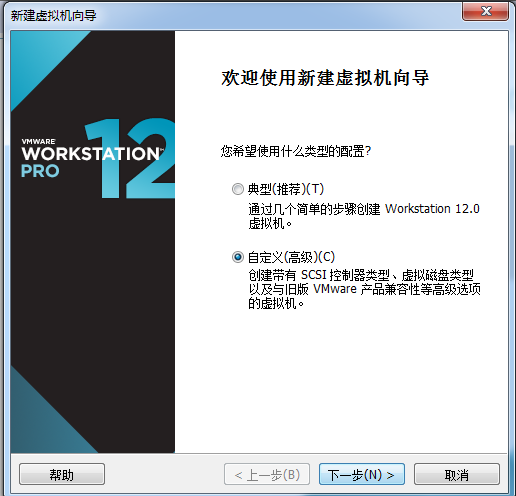 新建虚拟机向导
VMWARE
WORKSTATION™
PRO
12
欢迎使用新建虚拟机向导
您希望使用什么类型的配置?
典型(推荐)(T)
通过几个简单的步骤创建 Workstation 12.0
虚拟机。
自定义(高级)(C)
创建带有 SCSI 控制器类型、虚拟磁盘类型
以及与旧版 VMware 产品兼容性等高级选项
的虚拟机。
帮助
< 上一步(B)
下一步(N) >
取消